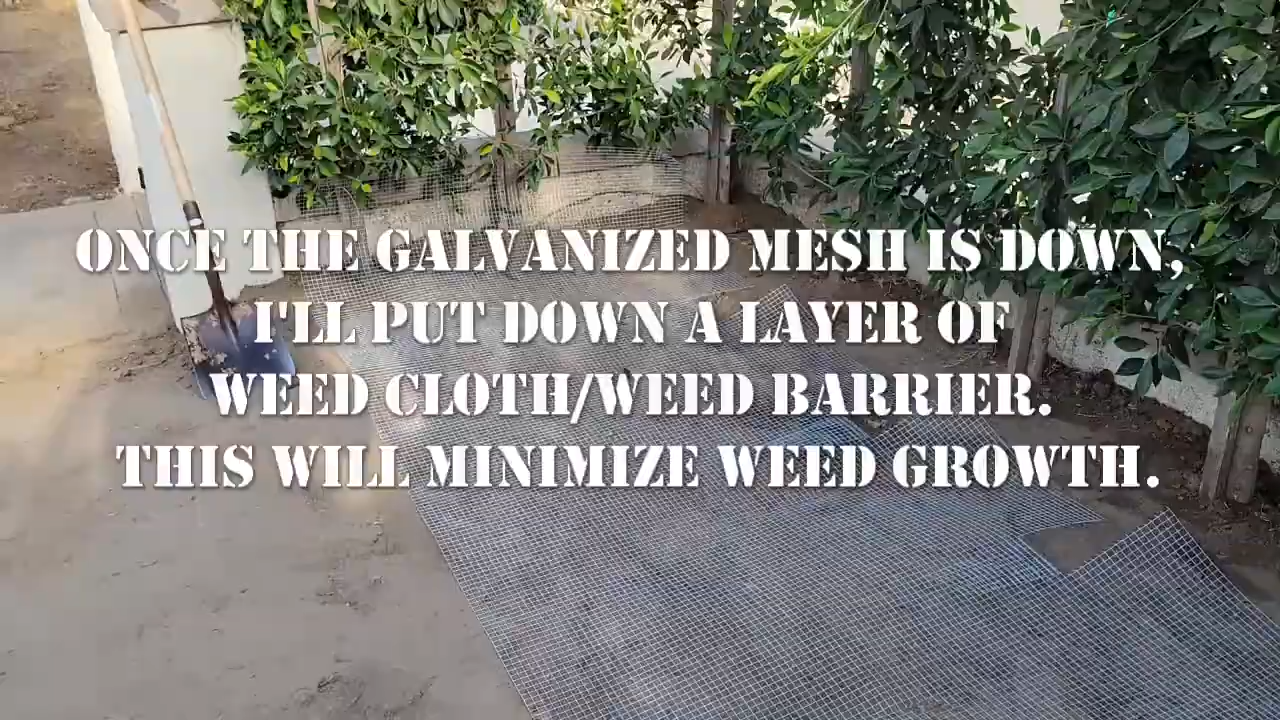 ONCE THE GALVANIZED MESH IS DOWN,
I'LL PUT DOWN A LAYER OF
WEED CLOTH/WEED BARRIER.
THIS WILL MINIMIZE WEED GROWTH.